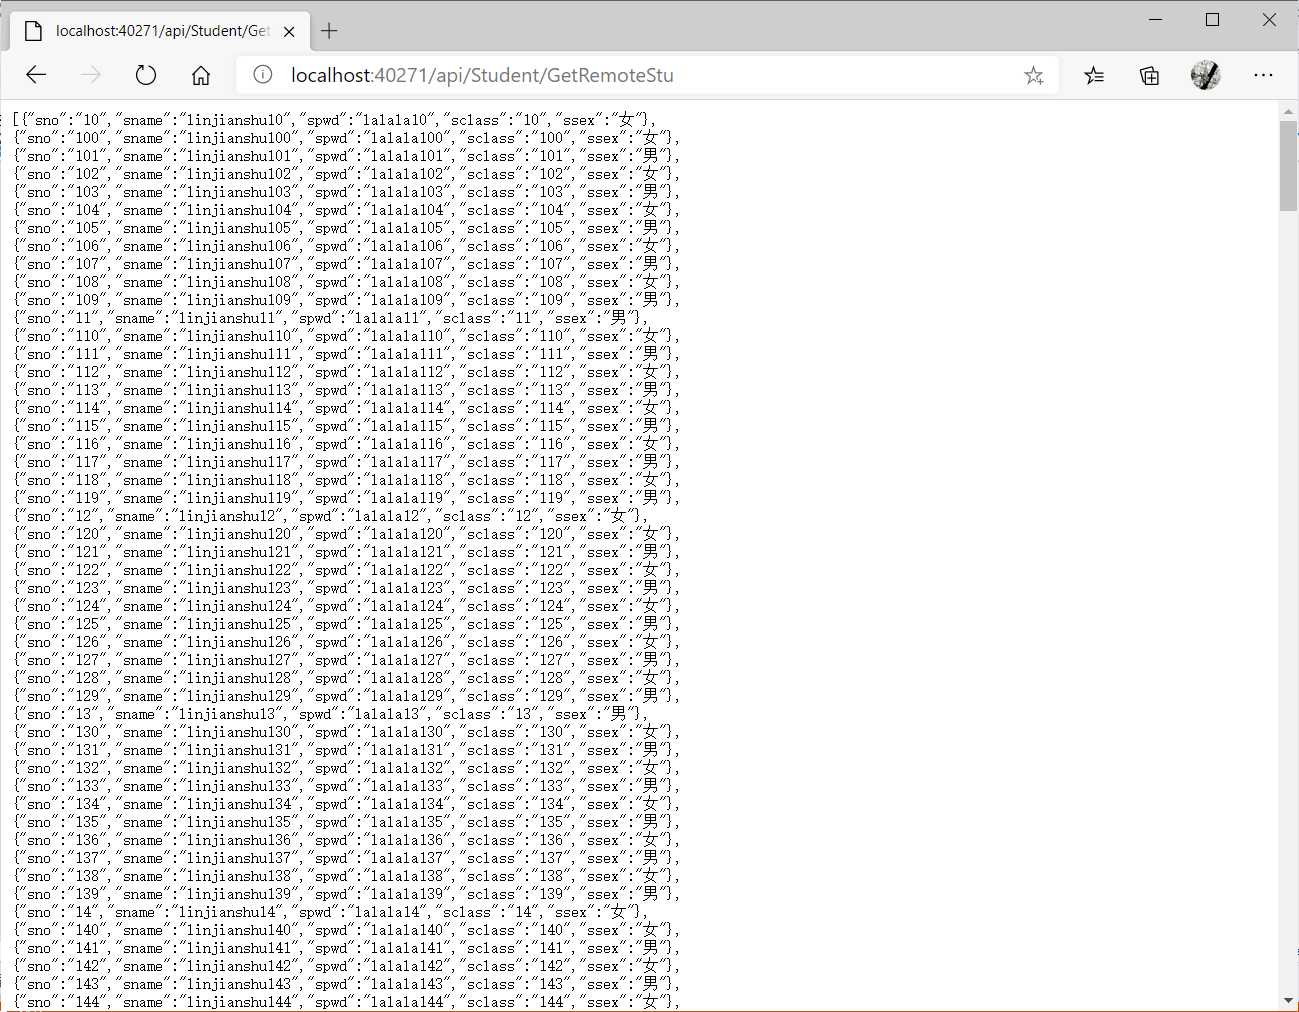 localhost:40271/api/Student/Get
localhost:40271/api/Student/GetRemoteStu
[{"sno":"10","sname":"linjianshu10","spwd":"lalala10","sclass":"10","ssex":"女"},
{"sno":"100","sname":"linjianshu100","spwd":"lalala100","sclass":"100","ssex":"女"},
{"sno":"101","sname":"linjianshu101","spwd":"lalala101","sclass":"101","ssex":"男"},
{"sno":"102","sname":"linjianshu102","spwd":"lalala102","sclass":"102","ssex":"女"},
{"sno":"103","sname":"linjianshu103","spwd":"lalala103","sclass":"103","ssex":"男"},
{"sno":"104","sname":"linjianshu104","spwd":"lalala104","sclass":"104","ssex":"女"},
{"sno":"105","sname":"linjianshu105","spwd":"lalala105","sclass":"105","ssex":"男"},
{"sno":"106","sname":"linjianshu106","spwd":"lalala106","sclass":"106","ssex":"女"},
{"sno":"107","sname":"linjianshu107","spwd":"lalala107","sclass":"107","ssex":"男"},
{"sno":"108","sname":"linjianshu108","spwd":"lalala108","sclass":"108","ssex":"女"},
{"sno":"109","sname":"linjianshu109","spwd":"lalala109","sclass":"109","ssex":"男"},
{"sno":"11","sname":"linjianshu11","spwd":"lalala11","sclass":"11","ssex":"男"},
{"sno":"110","sname":"linjianshu110","spwd":"lalala110","sclass":"110","ssex":"女"},
{"sno":"111","sname":"linjianshu111","spwd":"lalala111","sclass":"111","ssex":"男"},
{"sno":"112","sname":"linjianshu112","spwd":"lalala112","sclass":"112","ssex":"女"},
{"sno":"113","sname":"linjianshu113","spwd":"lalala113","sclass":"113","ssex":"男"},
{"sno":"114","sname":"linjianshu114","spwd":"lalala114","sclass":"114","ssex":"女"},
{"sno":"115","sname":"linjianshu115","spwd":"lalala115","sclass":"115","ssex":"男"},
{"sno":"116","sname":"linjianshu116","spwd":"lalala116","sclass":"116","ssex":"女"},
{"sno":"117","sname":"linjianshu117","spwd":"lalala117","sclass":"117","ssex":"男"},
{"sno":"118","sname":"linjianshu118","spwd":"lalala118","sclass":"118","ssex":"女"},
{"sno":"119","sname":"linjianshu119","spwd":"lalala119","sclass":"119","ssex":"男"},
{"sno":"12","sname":"linjianshu12","spwd":"lalala12","sclass":"12","ssex":"女"},
{"sno":"120","sname":"linjianshu120","spwd":"lalala120","sclass":"120","ssex":"女"},
{"sno":"121","sname":"linjianshu121","spwd":"lalala121","sclass":"121","ssex":"男"},
{"sno":"122","sname":"linjianshu122","spwd":"lalala122","sclass":"122","ssex":"女"},
{"sno":"123","sname":"linjianshu123","spwd":"lalala123","sclass":"123","ssex":"男"},
{"sno":"124","sname":"linjianshu124","spwd":"lalala124","sclass":"124","ssex":"女"},
{"sno":"125","sname":"linjianshu125","spwd":"lalala125","sclass":"125","ssex":"男"},
{"sno":"126","sname":"linjianshu126","spwd":"lalala126","sclass":"126","ssex":"女"},
{"sno":"127","sname":"linjianshu127","spwd":"lalala127","sclass":"127","ssex":"男"},
{"sno":"128","sname":"linjianshu128","spwd":"lalala128","sclass":"128","ssex":"女"},
{"sno":"129","sname":"linjianshu129","spwd":"lalala129","sclass":"129","ssex":"男"},
{"sno":"13","sname":"linjianshu13","spwd":"lalala13","sclass":"13","ssex":"男"},
{"sno":"130","sname":"linjianshu130","spwd":"lalala130","sclass":"130","ssex":"女"},
{"sno":"131","sname":"linjianshu131","spwd":"lalala131","sclass":"131","ssex":"男"},
{"sno":"132","sname":"linjianshu132","spwd":"lalala132","sclass":"132","ssex":"女"},
{"sno":"133","sname":"linjianshu133","spwd":"lalala133","sclass":"133","ssex":"男"},
{"sno":"134","sname":"linjianshu134","spwd":"lalala134","sclass":"134","ssex":"女"},
{"sno":"135","sname":"linjianshu135","spwd":"lalala135","sclass":"135","ssex":"男"},
{"sno":"136","sname":"linjianshu136","spwd":"lalala136","sclass":"136","ssex":"女"},
{"sno":"137","sname":"linjianshu137","spwd":"lalala137","sclass":"137","ssex":"男"},
{"sno":"138","sname":"linjianshu138","spwd":"lalala138","sclass":"138","ssex":"女"},
{"sno":"139","sname":"linjianshu139","spwd":"lalala139","sclass":"139","ssex":"男"},
{"sno":"14","sname":"linjianshu14","spwd":"lalala14","sclass":"14","ssex":"女"},
{"sno":"140","sname":"linjianshu140","spwd":"lalala140","sclass":"140","ssex":"女"},
{"sno":"141","sname":"linjianshu141","spwd":"lalala141","sclass":"141","ssex":"男"},
{"sno":"142","sname":"linjianshu142","spwd":"lalala142","sclass":"142","ssex":"女"},
{"sno":"143","sname":"linjianshu143","spwd":"lalala143","sclass":"143","ssex":"男"},
{"sno":"144","sname":"linjianshu144","spwd":"lalala144","sclass":"144","ssex":"女"},